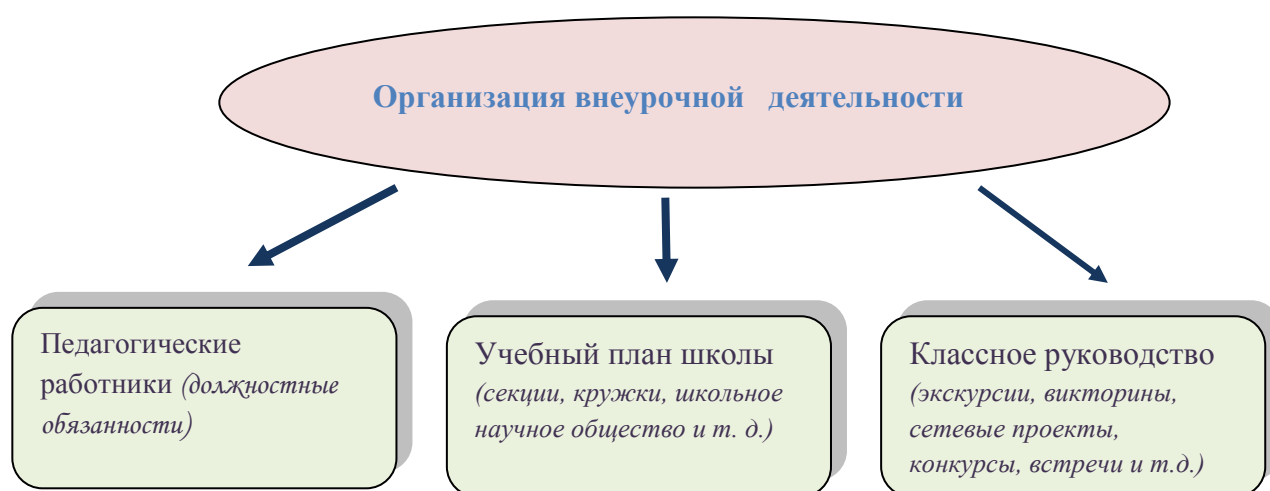 Организация внеурочной деятельности
Педагогические
работники (должностные
обязанности)
Учебный план школы
(секции, кружки, школьное
научное общество и т. д.)
Классное руководство
(экскурсии, викторины,
сетевые проекты,
конкурсы, встречи и т.д.)